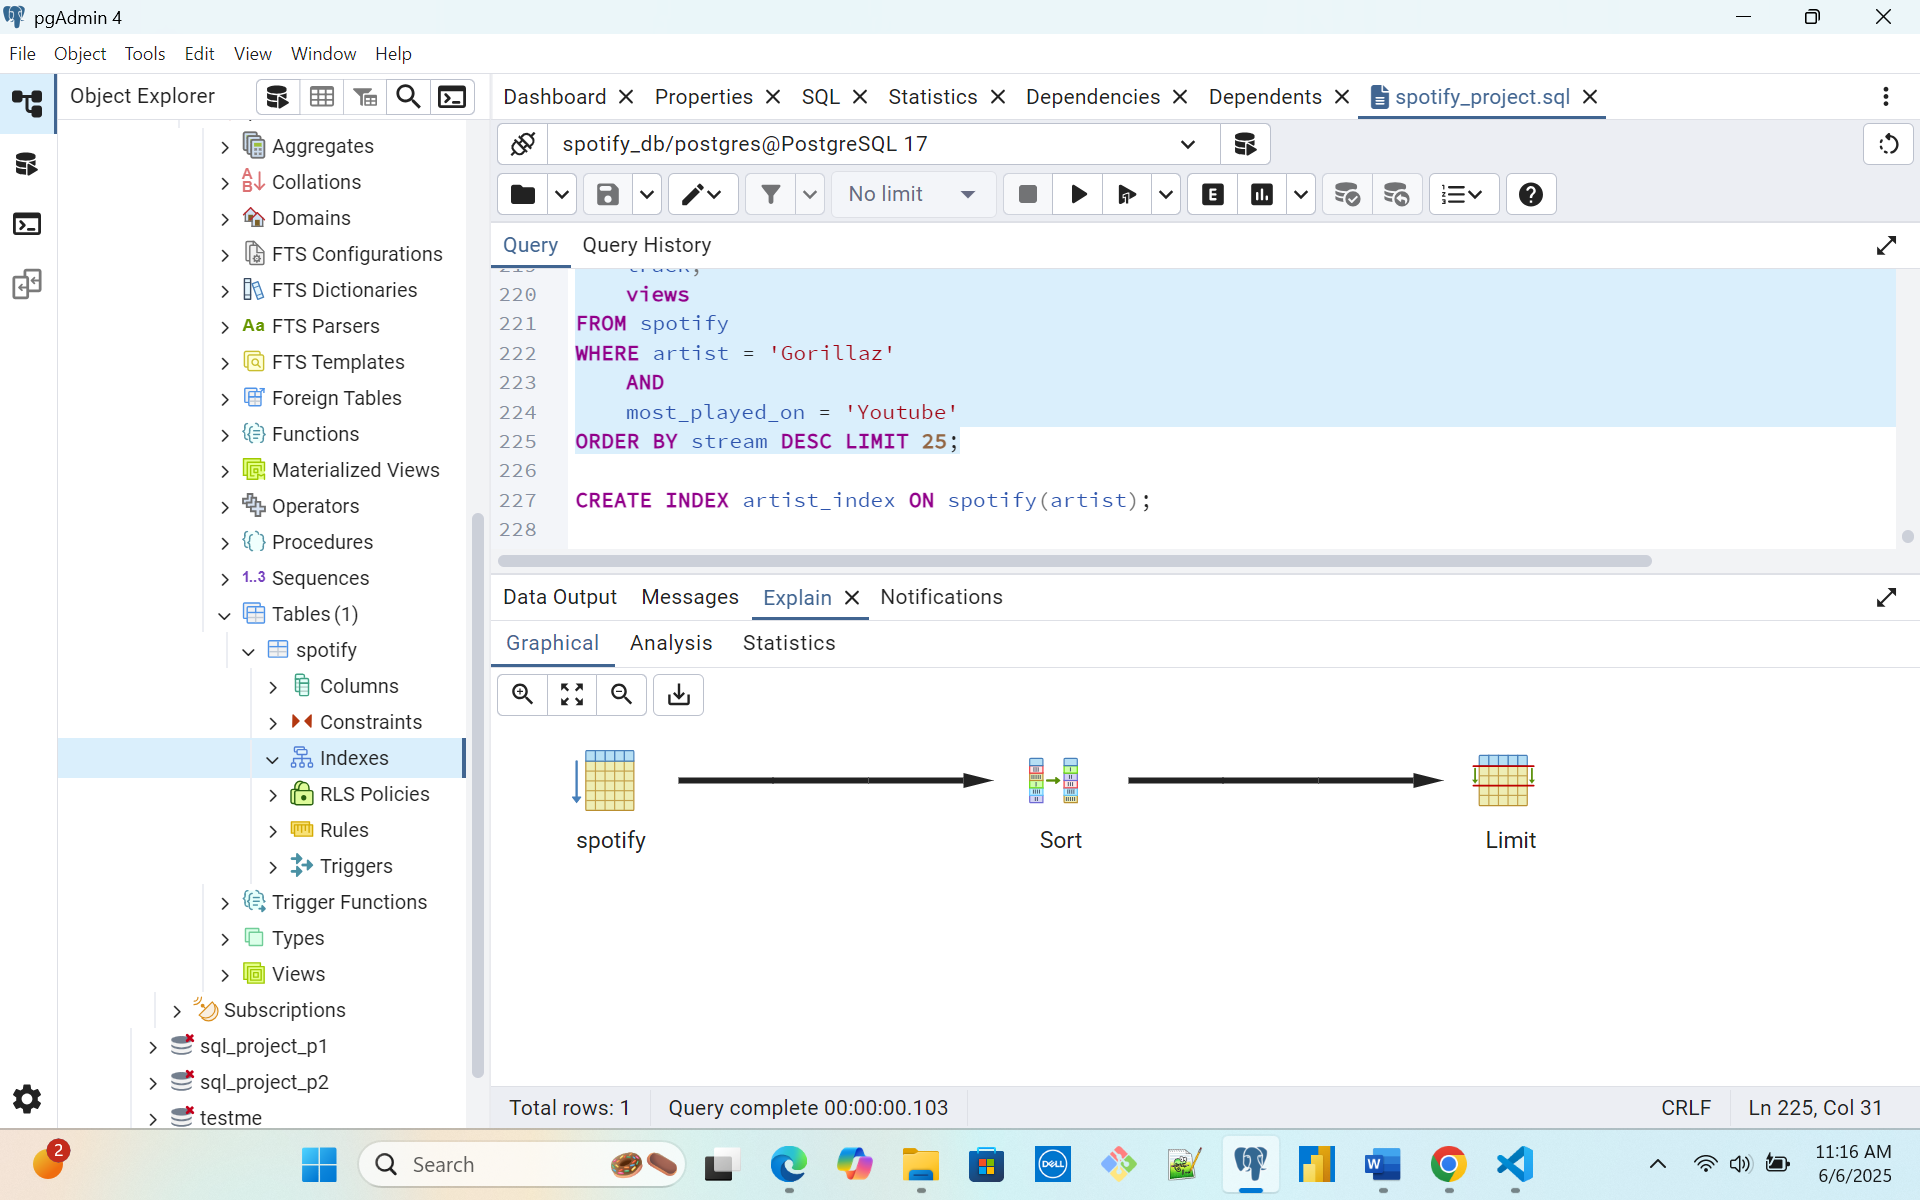 pgAdmin 4
File Object Tools Edit View Window Help
Object Explorer
Dashboard Properties SQL Statistics Dependencies Dependents spotify_project.sql
spotify_db/postgres@PostgreSQL 17
No limit
Query Query History
Aggregates
Collations
Domains
FTS Configurations
FTS Dictionaries
Aa FTS Parsers
FTS Templates
Foreign Tables
Functions
Materialized Views
Operators
Procedures
1..3 Sequences
Tables (1)
spotify
Columns
Constraints
Indexes
RLS Policies
Rules
Triggers
Trigger Functions
Types
Views
Subscriptions
sql_project_p1
sql_project_p2
testme
219 track,
220 views
221 FROM spotify
222 WHERE artist = 'Gorillaz'
223 AND
224 most_played_on = 'Youtube'
225 ORDER BY stream DESC LIMIT 25;
226
227 CREATE INDEX artist_index ON spotify(artist);
228
Data Output Messages Explain Notifications
Graphical Analysis Statistics
spotify Sort Limit
Total rows: 1 Query complete 00:00:00.103 CRLF Ln 225, Col 31
2
Search
DELL
11:16 AM
6/6/2025